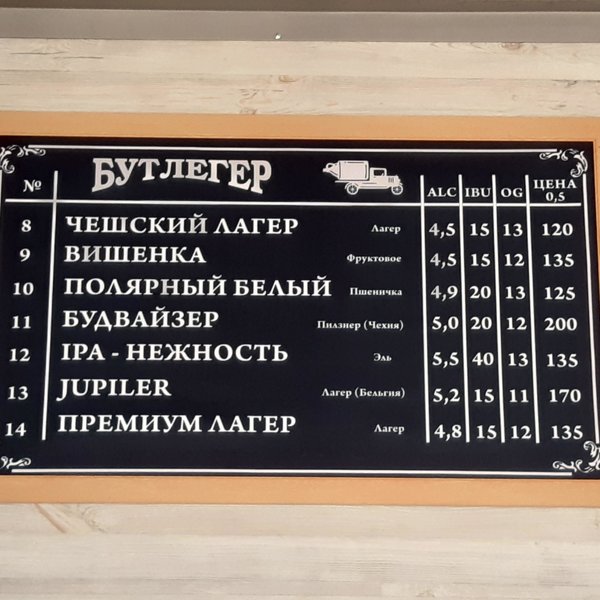 № БУТЛЕГЕР ALC IBU OG ЦЕНА 0,5
8 ЧЕШСКИЙ ЛАГЕР Лагер 4,5 15 13 120
9 ВИШЕНКА Фруктовое 4,5 15 12 135
10 ПОЛЯРНЫЙ БЕЛЫЙ Пшеничка 4,9 20 13 125
11 БУДВАЙЗЕР Пилзнер (Чехия) 5,0 20 12 200
12 IPA - НЕЖНОСТЬ Эль 5,5 40 13 135
13 JUPILER Лагер (Бельгия) 5,2 15 11 170
14 ПРЕМИУМ ЛАГЕР Лагер 4,8 15 12 135